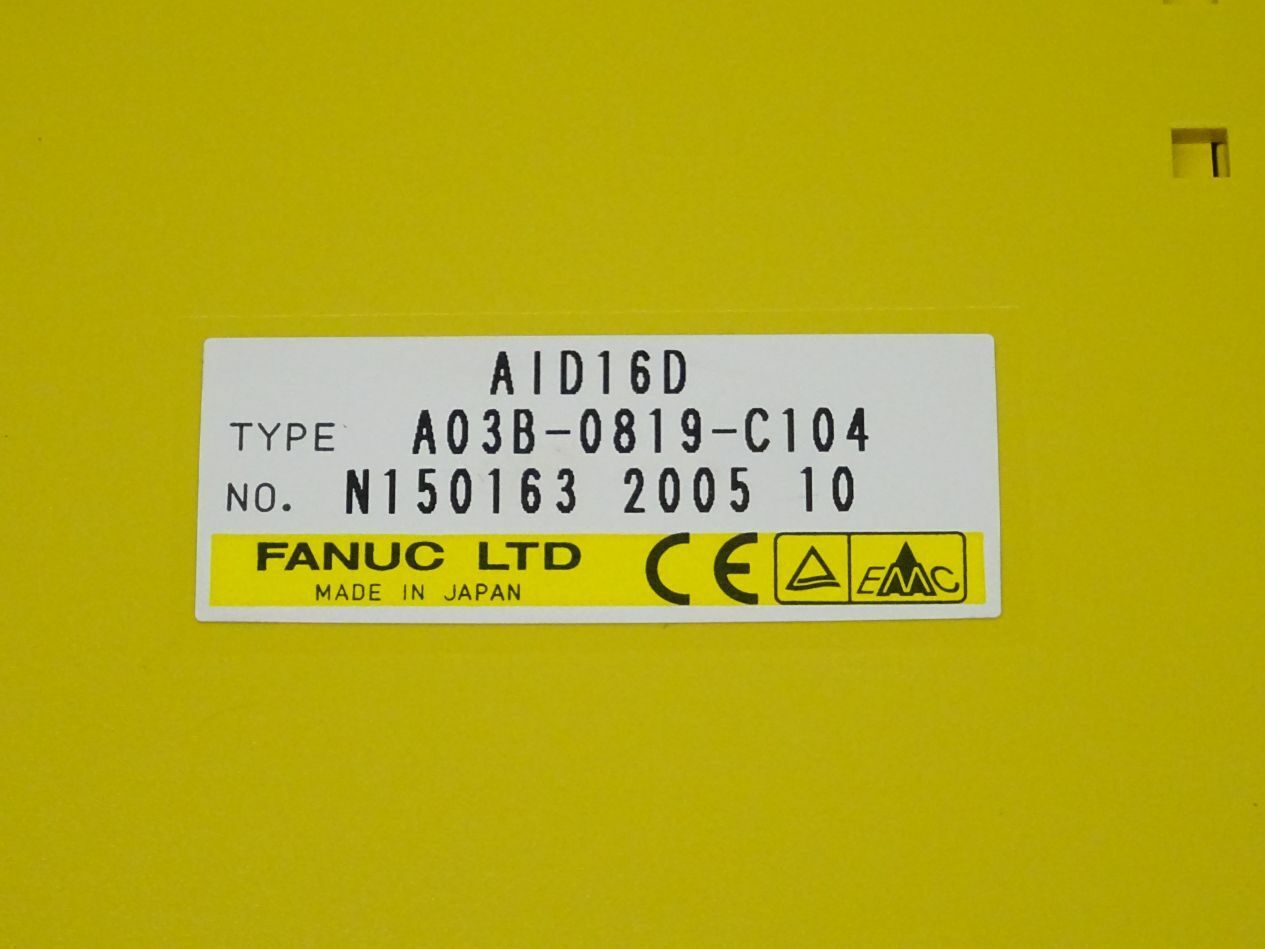 AID16D
TYPE A03B-0819-C104
NO. N150163 2005 10
FANUC LTD
MADE IN JAPAN
CE
EMC